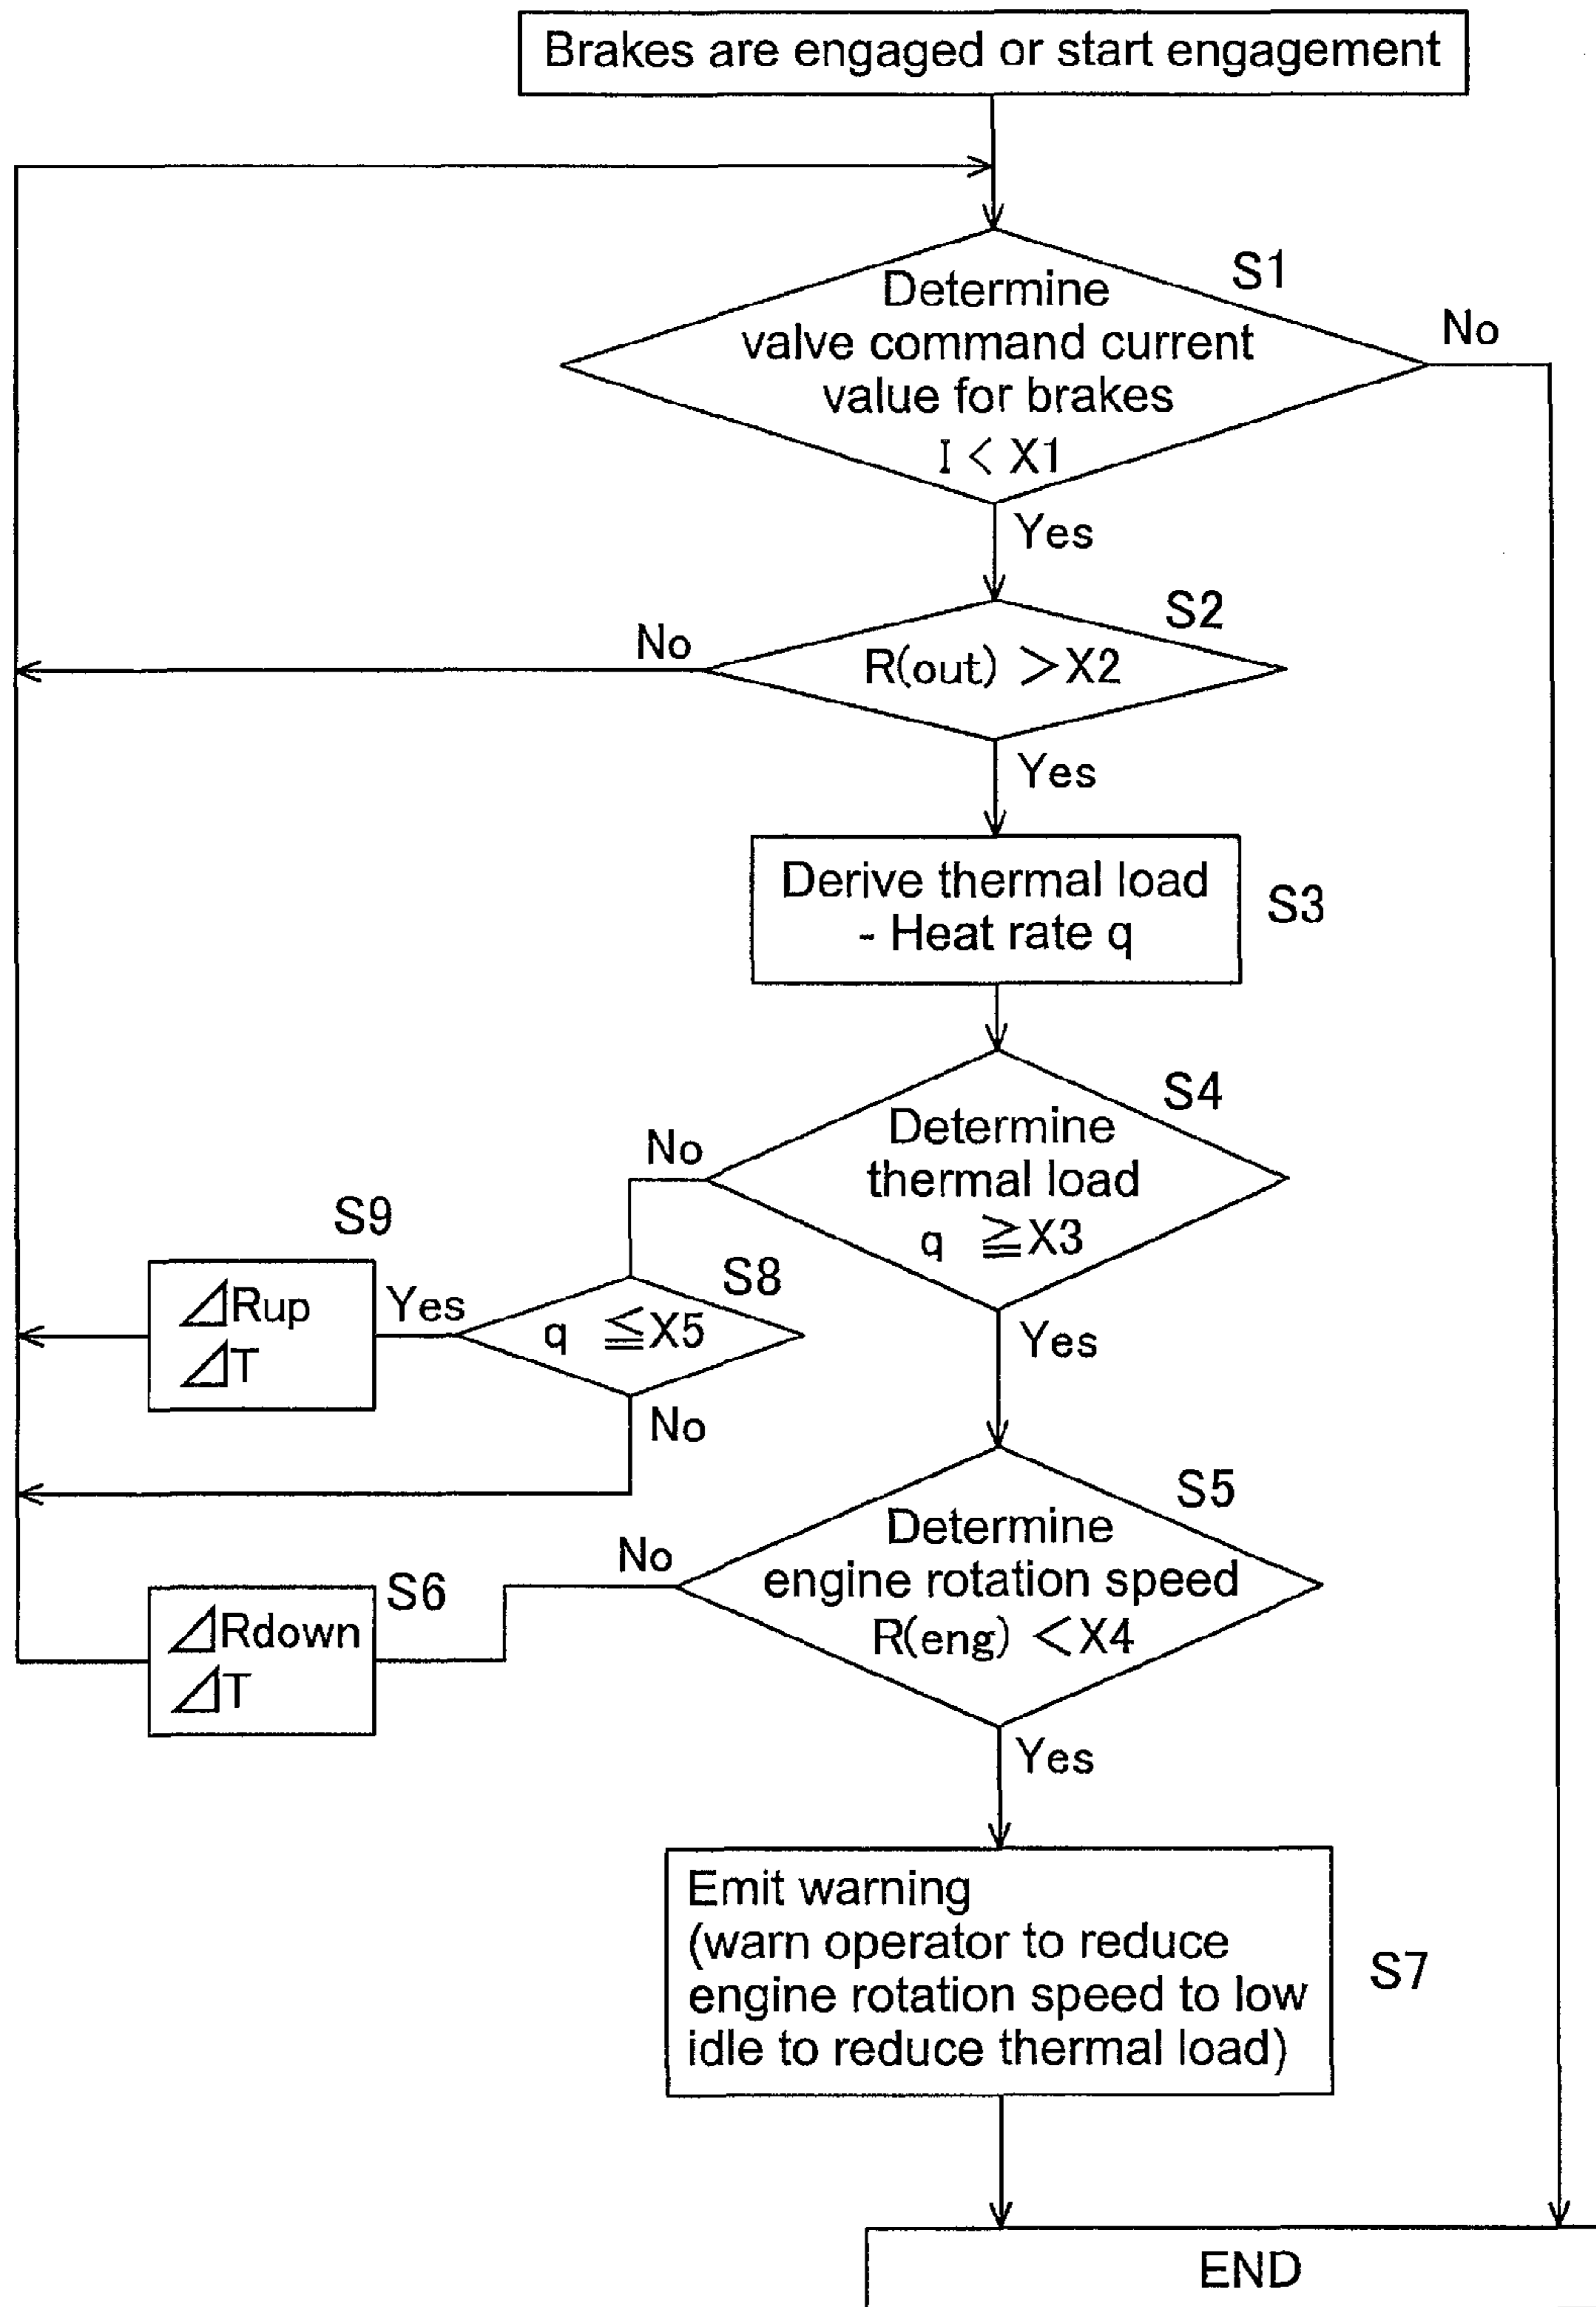 Brakes are engaged or start engagement
S1
Determine
valve command current
value for brakes
I < X1
No
Yes
S2
R(out) >X2
No
Yes
Derive thermal load
- Heat rate q
S3
S4
Determine
thermal load
q ≧X3
No
Yes
S8
q ≦X5
Yes
No
S9
⊿Rup
⊿T
S5
Determine
engine rotation speed
R(eng) <X4
No
Yes
S6
⊿Rdown
⊿T
Emit warning
(warn operator to reduce
engine rotation speed to low
idle to reduce thermal load)
S7
END